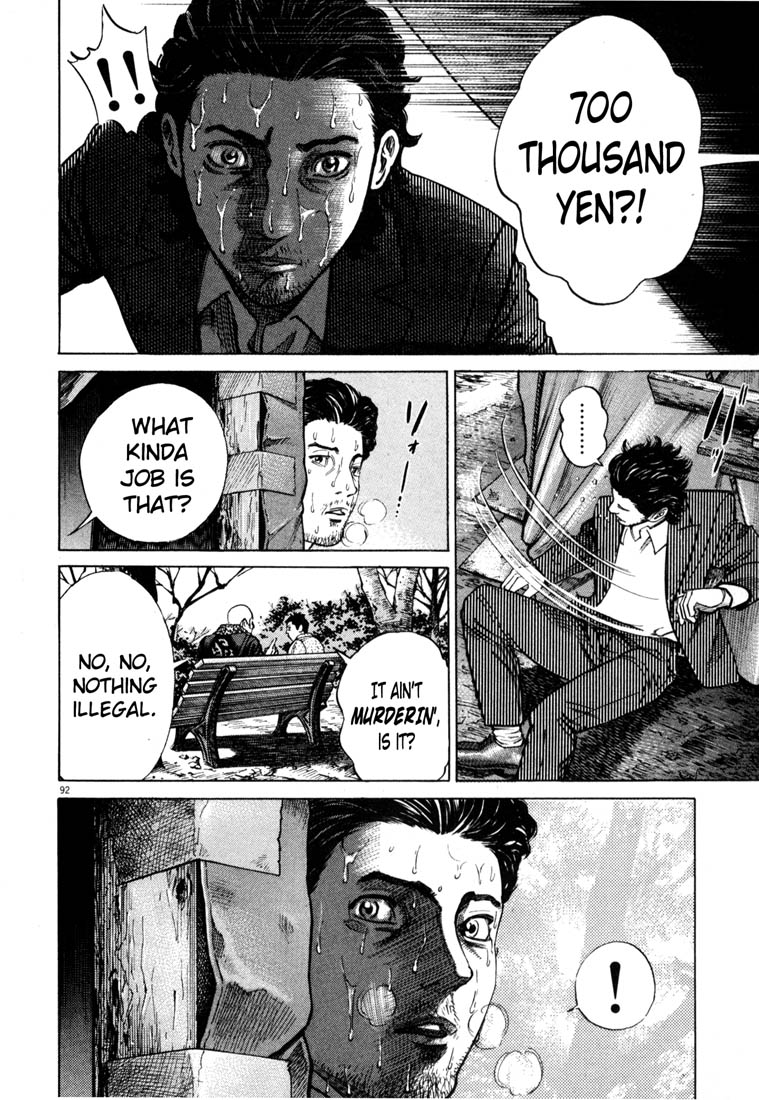 !!
700
THOUSAND
YEN?!
........
WHAT
KINDA
JOB IS
THAT?
IT AIN'T
MURDERIN',
IS IT?
NO, NO,
NOTHING
ILLEGAL.
92
!